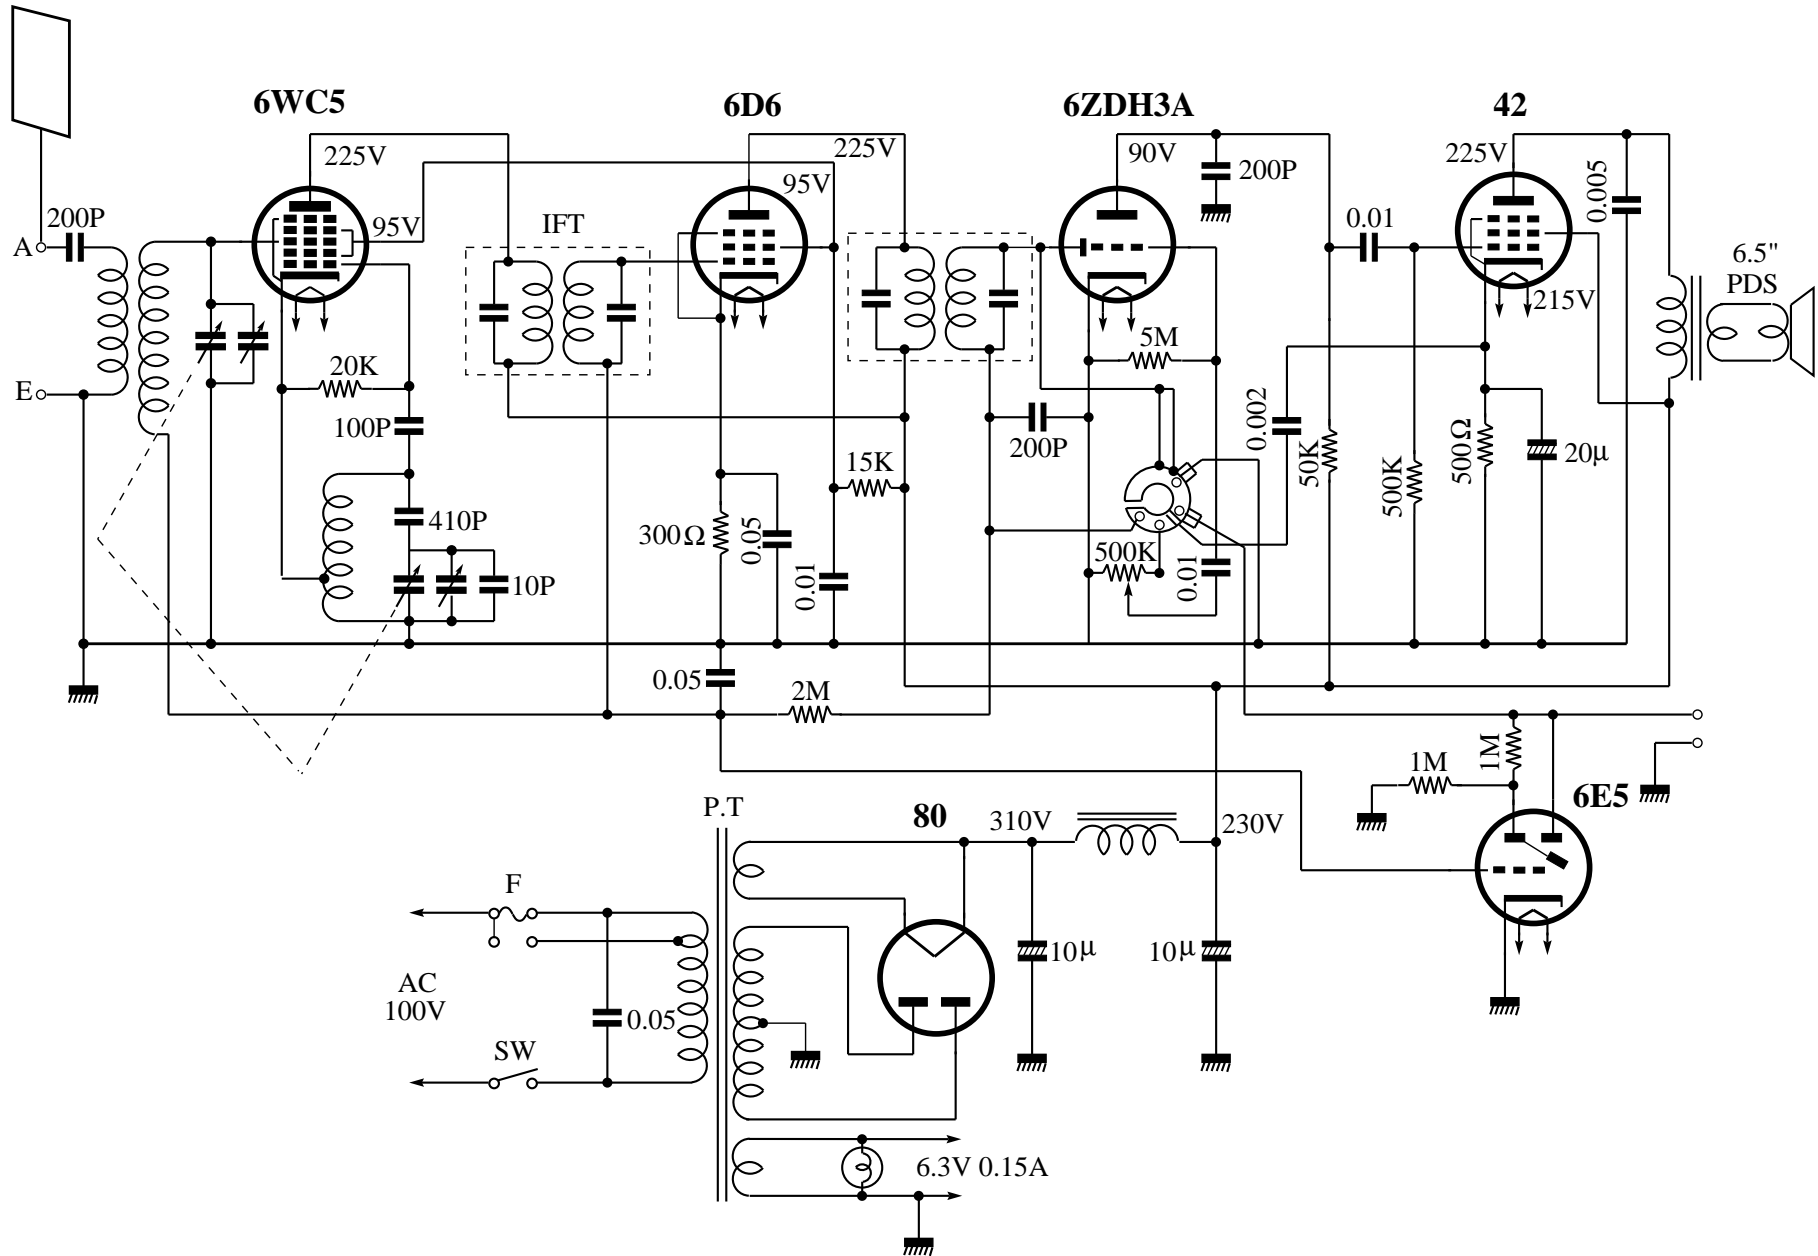 6WC5
6D6
6ZDH3A
42
225V
225V
90V
225V
95V
95V
200P
0.005
200P
IFT
0.01
A
6.5"
PDS
215V
5M
20K
E
100P
200P
0.002
50K
500K
500Ω
20μ
15K
410P
300Ω
0.05
0.01
500K
0.01
10P
0.05
2M
1M
1M
6E5
P.T
80
310V
230V
F
10μ
10μ
AC
100V
0.05
SW
6.3V 0.15A